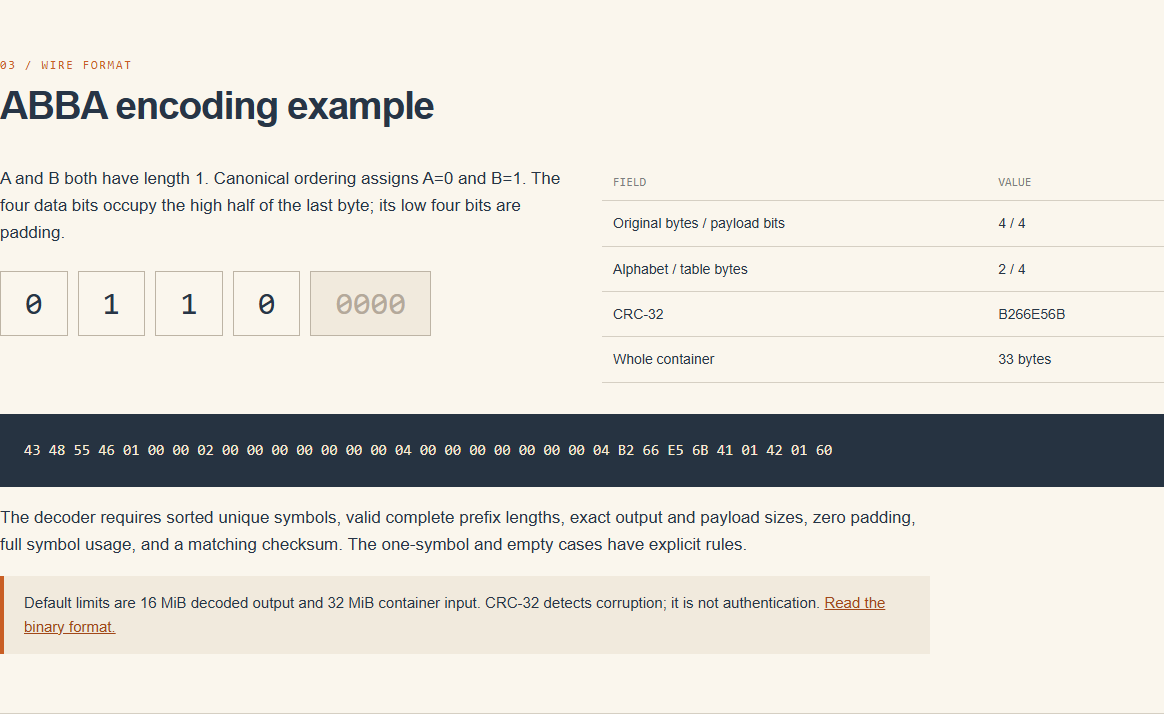 03 / WIRE FORMAT
ABBA encoding example
A and B both have length 1. Canonical ordering assigns A=0 and B=1. The
four data bits occupy the high half of the last byte; its low four bits are
padding.
0 1 1 0 0000
FIELD VALUE
Original bytes / payload bits 4 / 4
Alphabet / table bytes 2 / 4
CRC-32 B266E56B
Whole container 33 bytes
43 48 55 46 01 00 00 02 00 00 00 00 00 00 00 04 00 00 00 00 00 00 00 04 B2 66 E5 6B 41 01 42 01 60
The decoder requires sorted unique symbols, valid complete prefix lengths, exact output and payload sizes, zero padding,
full symbol usage, and a matching checksum. The one-symbol and empty cases have explicit rules.
Default limits are 16 MiB decoded output and 32 MiB container input. CRC-32 detects corruption; it is not authentication. Read the
binary format.